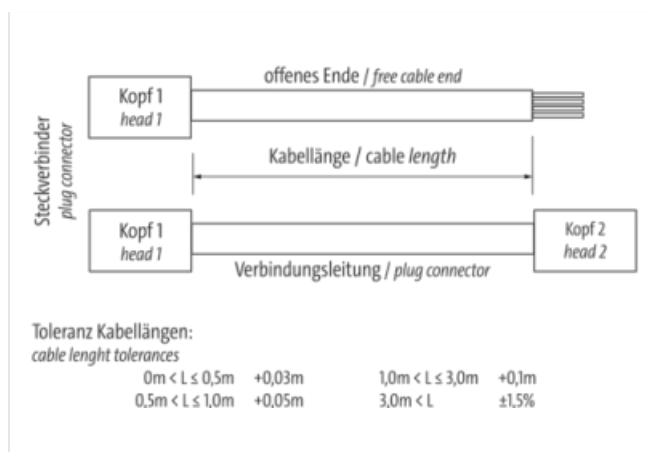 offenes Ende / free cable end
Kopf 1
head 1
Steckverbinder
plug connector
Kabellänge / cable length
Kopf 1
head 1
Kopf 2
head 2
Verbindungsleitung / plug connector
Toleranz Kabellängen:
cable lenght tolerances
0m < L ≤ 0,5m +0,03m 1,0m < L ≤ 3,0m +0,1m
0,5m < L ≤ 1,0m +0,05m 3,0m < L ±1,5%